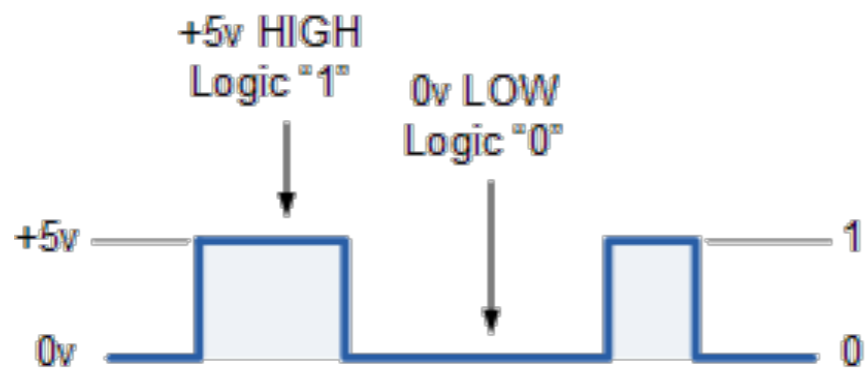 +5v HIGH
Logic "1"
0v LOW
Logic "0"
+5v
1
0v
0